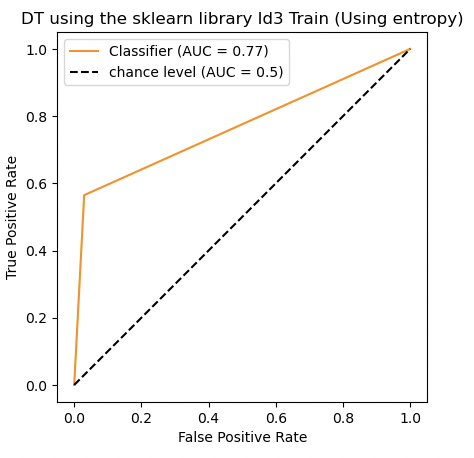 DT using the sklearn library Id3 Train (Using entropy)
Classifier (AUC = 0.77)
chance level (AUC = 0.5)
1.0
0.8
0.6
0.4
0.2
0.0
True Positive Rate
0.0 0.2 0.4 0.6 0.8 1.0
False Positive Rate